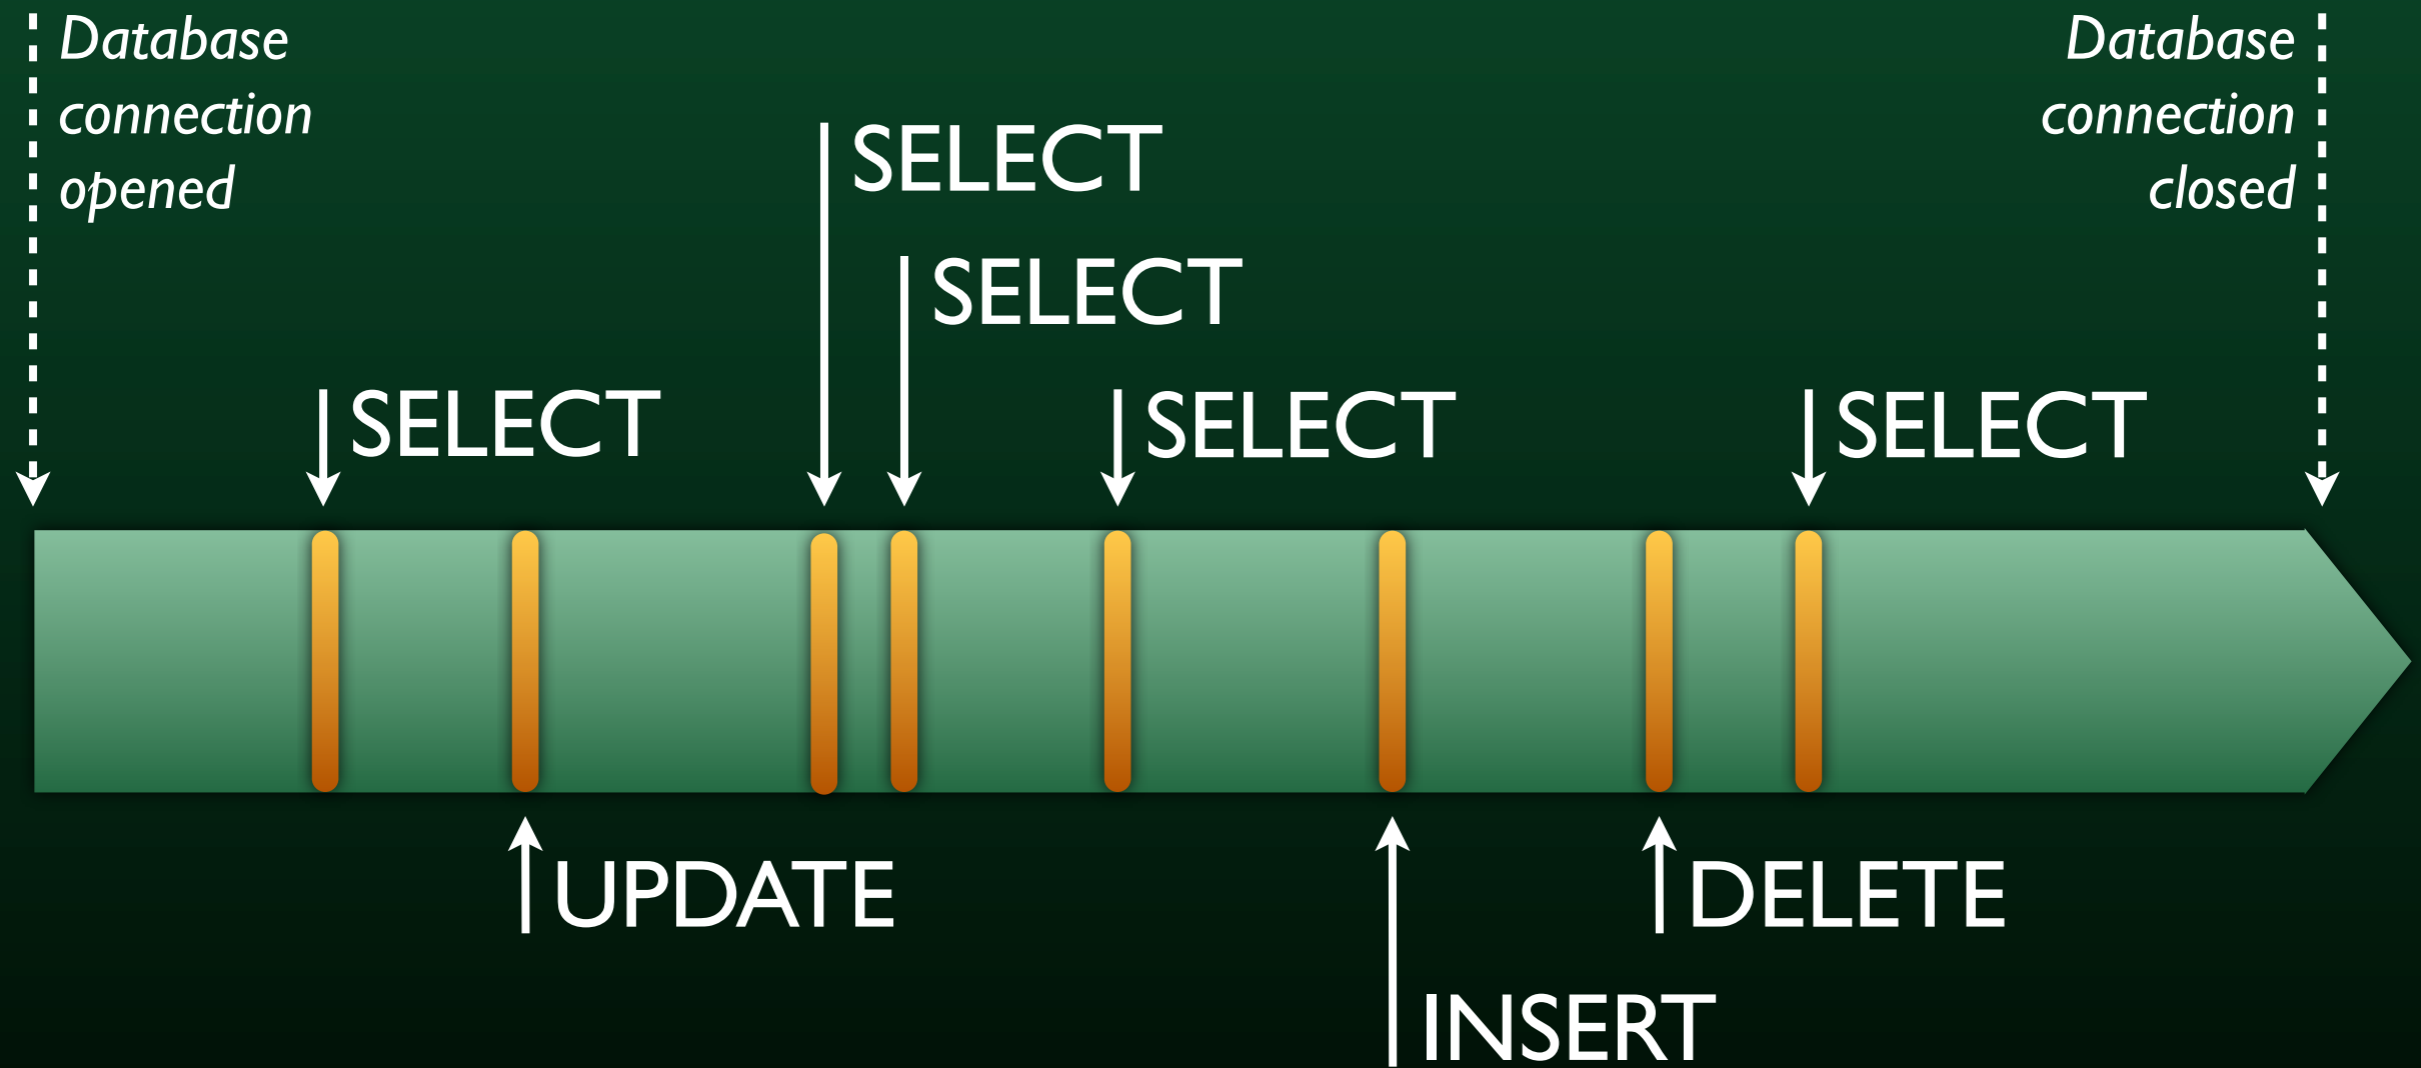 Database
connection
opened
Database
connection
closed
SELECT
SELECT
SELECT
SELECT
SELECT
UPDATE
DELETE
INSERT